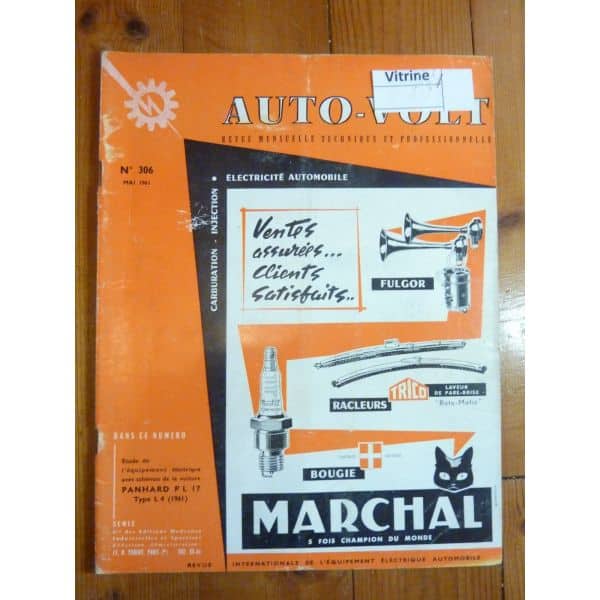 Vitrine
AUTO-VOLT
REVUE MENSUELLE TECHNIQUE ET PROFESSIONNELLE
N° 306
MAI 1961
ÉLECTRICITÉ AUTOMOBILE
CARBURATION - INJECTION
Ventes
assurées...
Clients
satisfaits..
FULGOR
RACLEURS
TRICO
LAVEUR
DE PARE-BRISE
BOUGIE
MARCHAL
5 FOIS CHAMPION DU MONDE
DANS CE NUMERO
Etude de
l'équipement électrique
avec schémas de la voiture
PANHARD P L 17
Type L 4 (1961)
REVUE INTERNATIONALE DE L'ÉQUIPEMENT ÉLECTRIQUE AUTOMOBILE